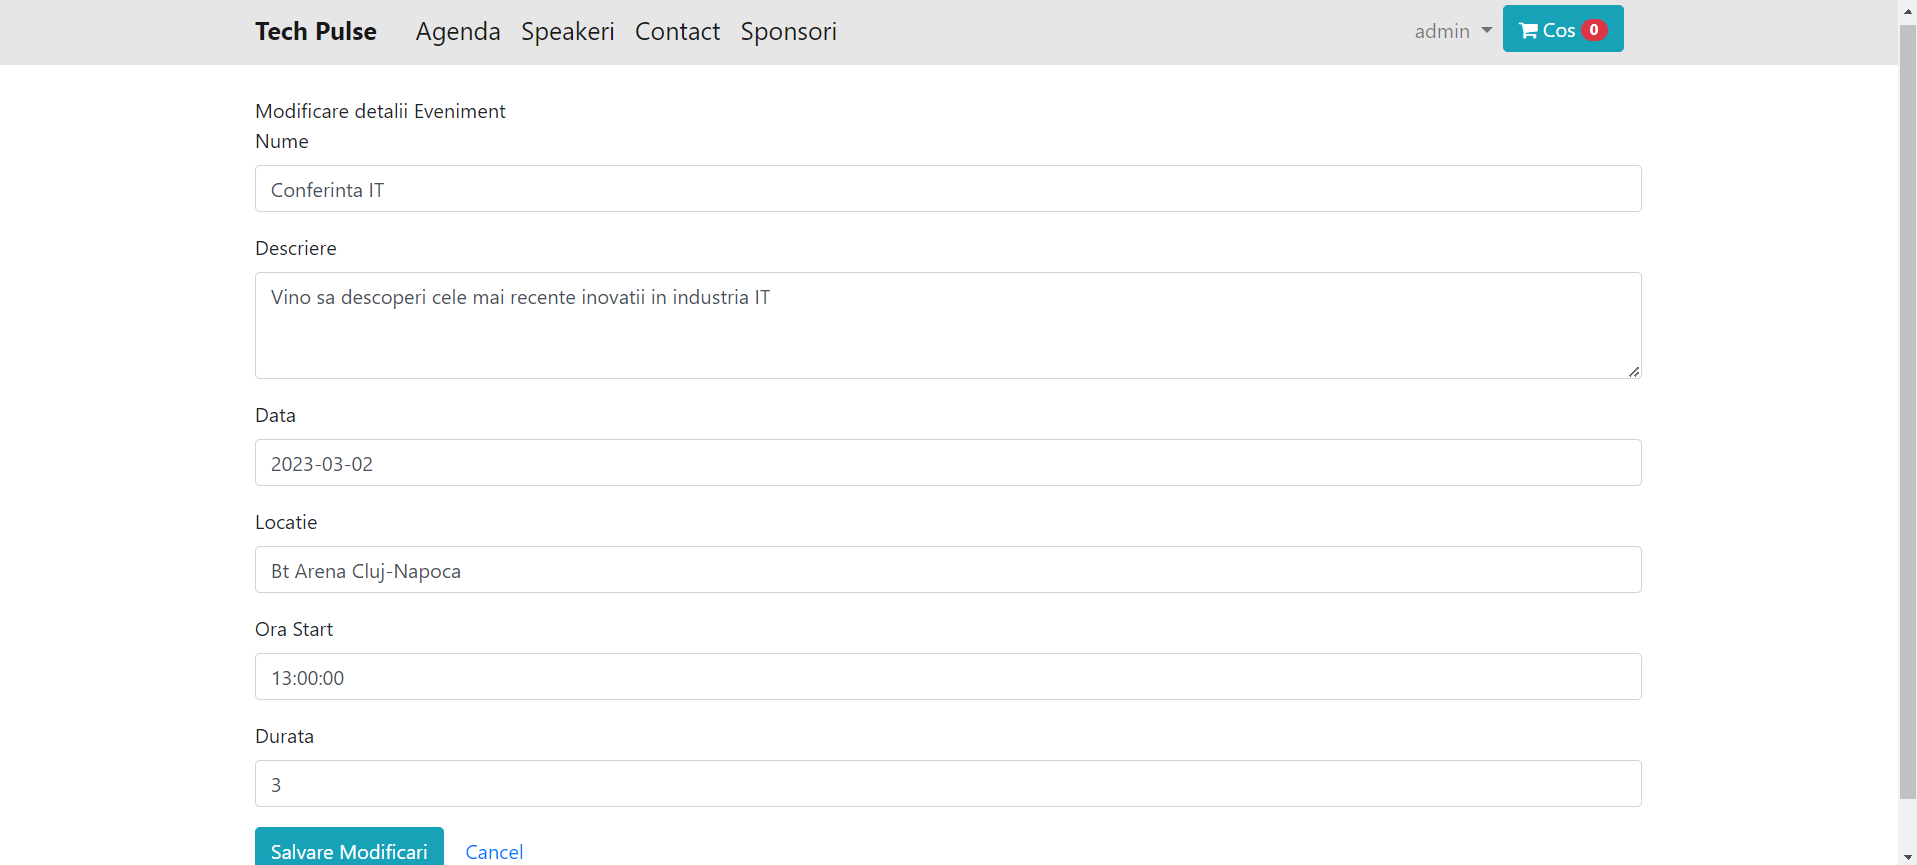 Tech Pulse Agenda Speakeri Contact Sponsori admin Cos 0
Modificare detalii Eveniment
Nume
Conferinta IT
Descriere
Vino sa descoperi cele mai recente inovatii in industria IT
Data
2023-03-02
Locatie
Bt Arena Cluj-Napoca
Ora Start
13:00:00
Durata
3
Salvare Modificari Cancel